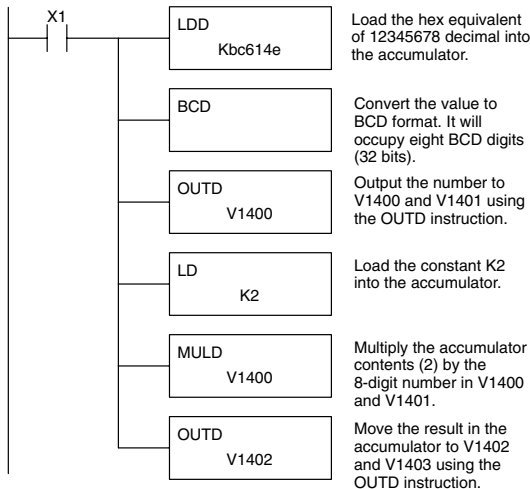 X1
LDD
Kbc614e
Load the hex equivalent
of 12345678 decimal into
the accumulator.
BCD
Convert the value to
BCD format. It will
occupy eight BCD digits
(32 bits).
OUTD
V1400
Output the number to
V1400 and V1401 using
the OUTD instruction.
LD
K2
Load the constant K2
into the accumulator.
MULD
V1400
Multiply the accumulator
contents (2) by the
8-digit number in V1400
and V1401.
OUTD
V1402
Move the result in the
accumulator to V1402
and V1403 using the
OUTD instruction.